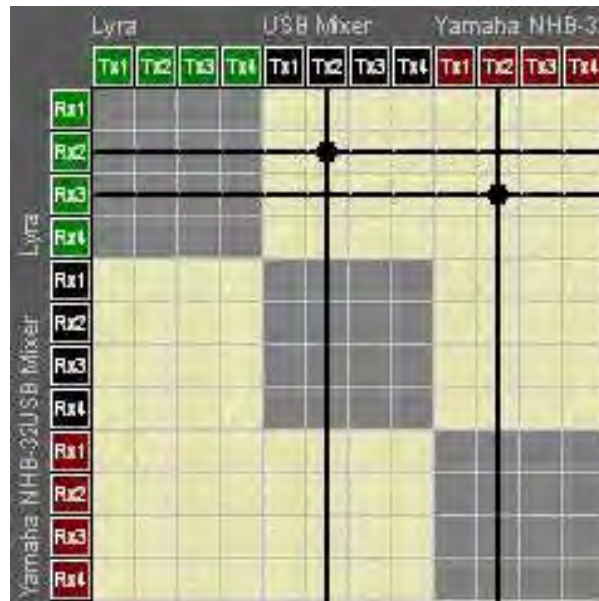 Lyra USB Mixer Yamaha NHB-3
Tx1 Tx2 Tx3 Tx4 Tx1 Tx2 Tx3 Tx4 Tx1 Tx2 Tx3 Tx4
Rx1
Rx2
Rx3
Rx4
Lyra
Rx1
Rx2
Rx3
Rx4
USB Mixer
Rx1
Rx2
Rx3
Rx4
Yamaha NHB-32